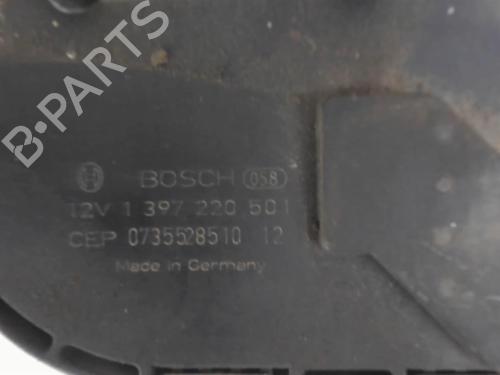 B-PARTS
BOSCH 058
12V 1 397 220 501
CEP 0735528510 12
Made in Germany